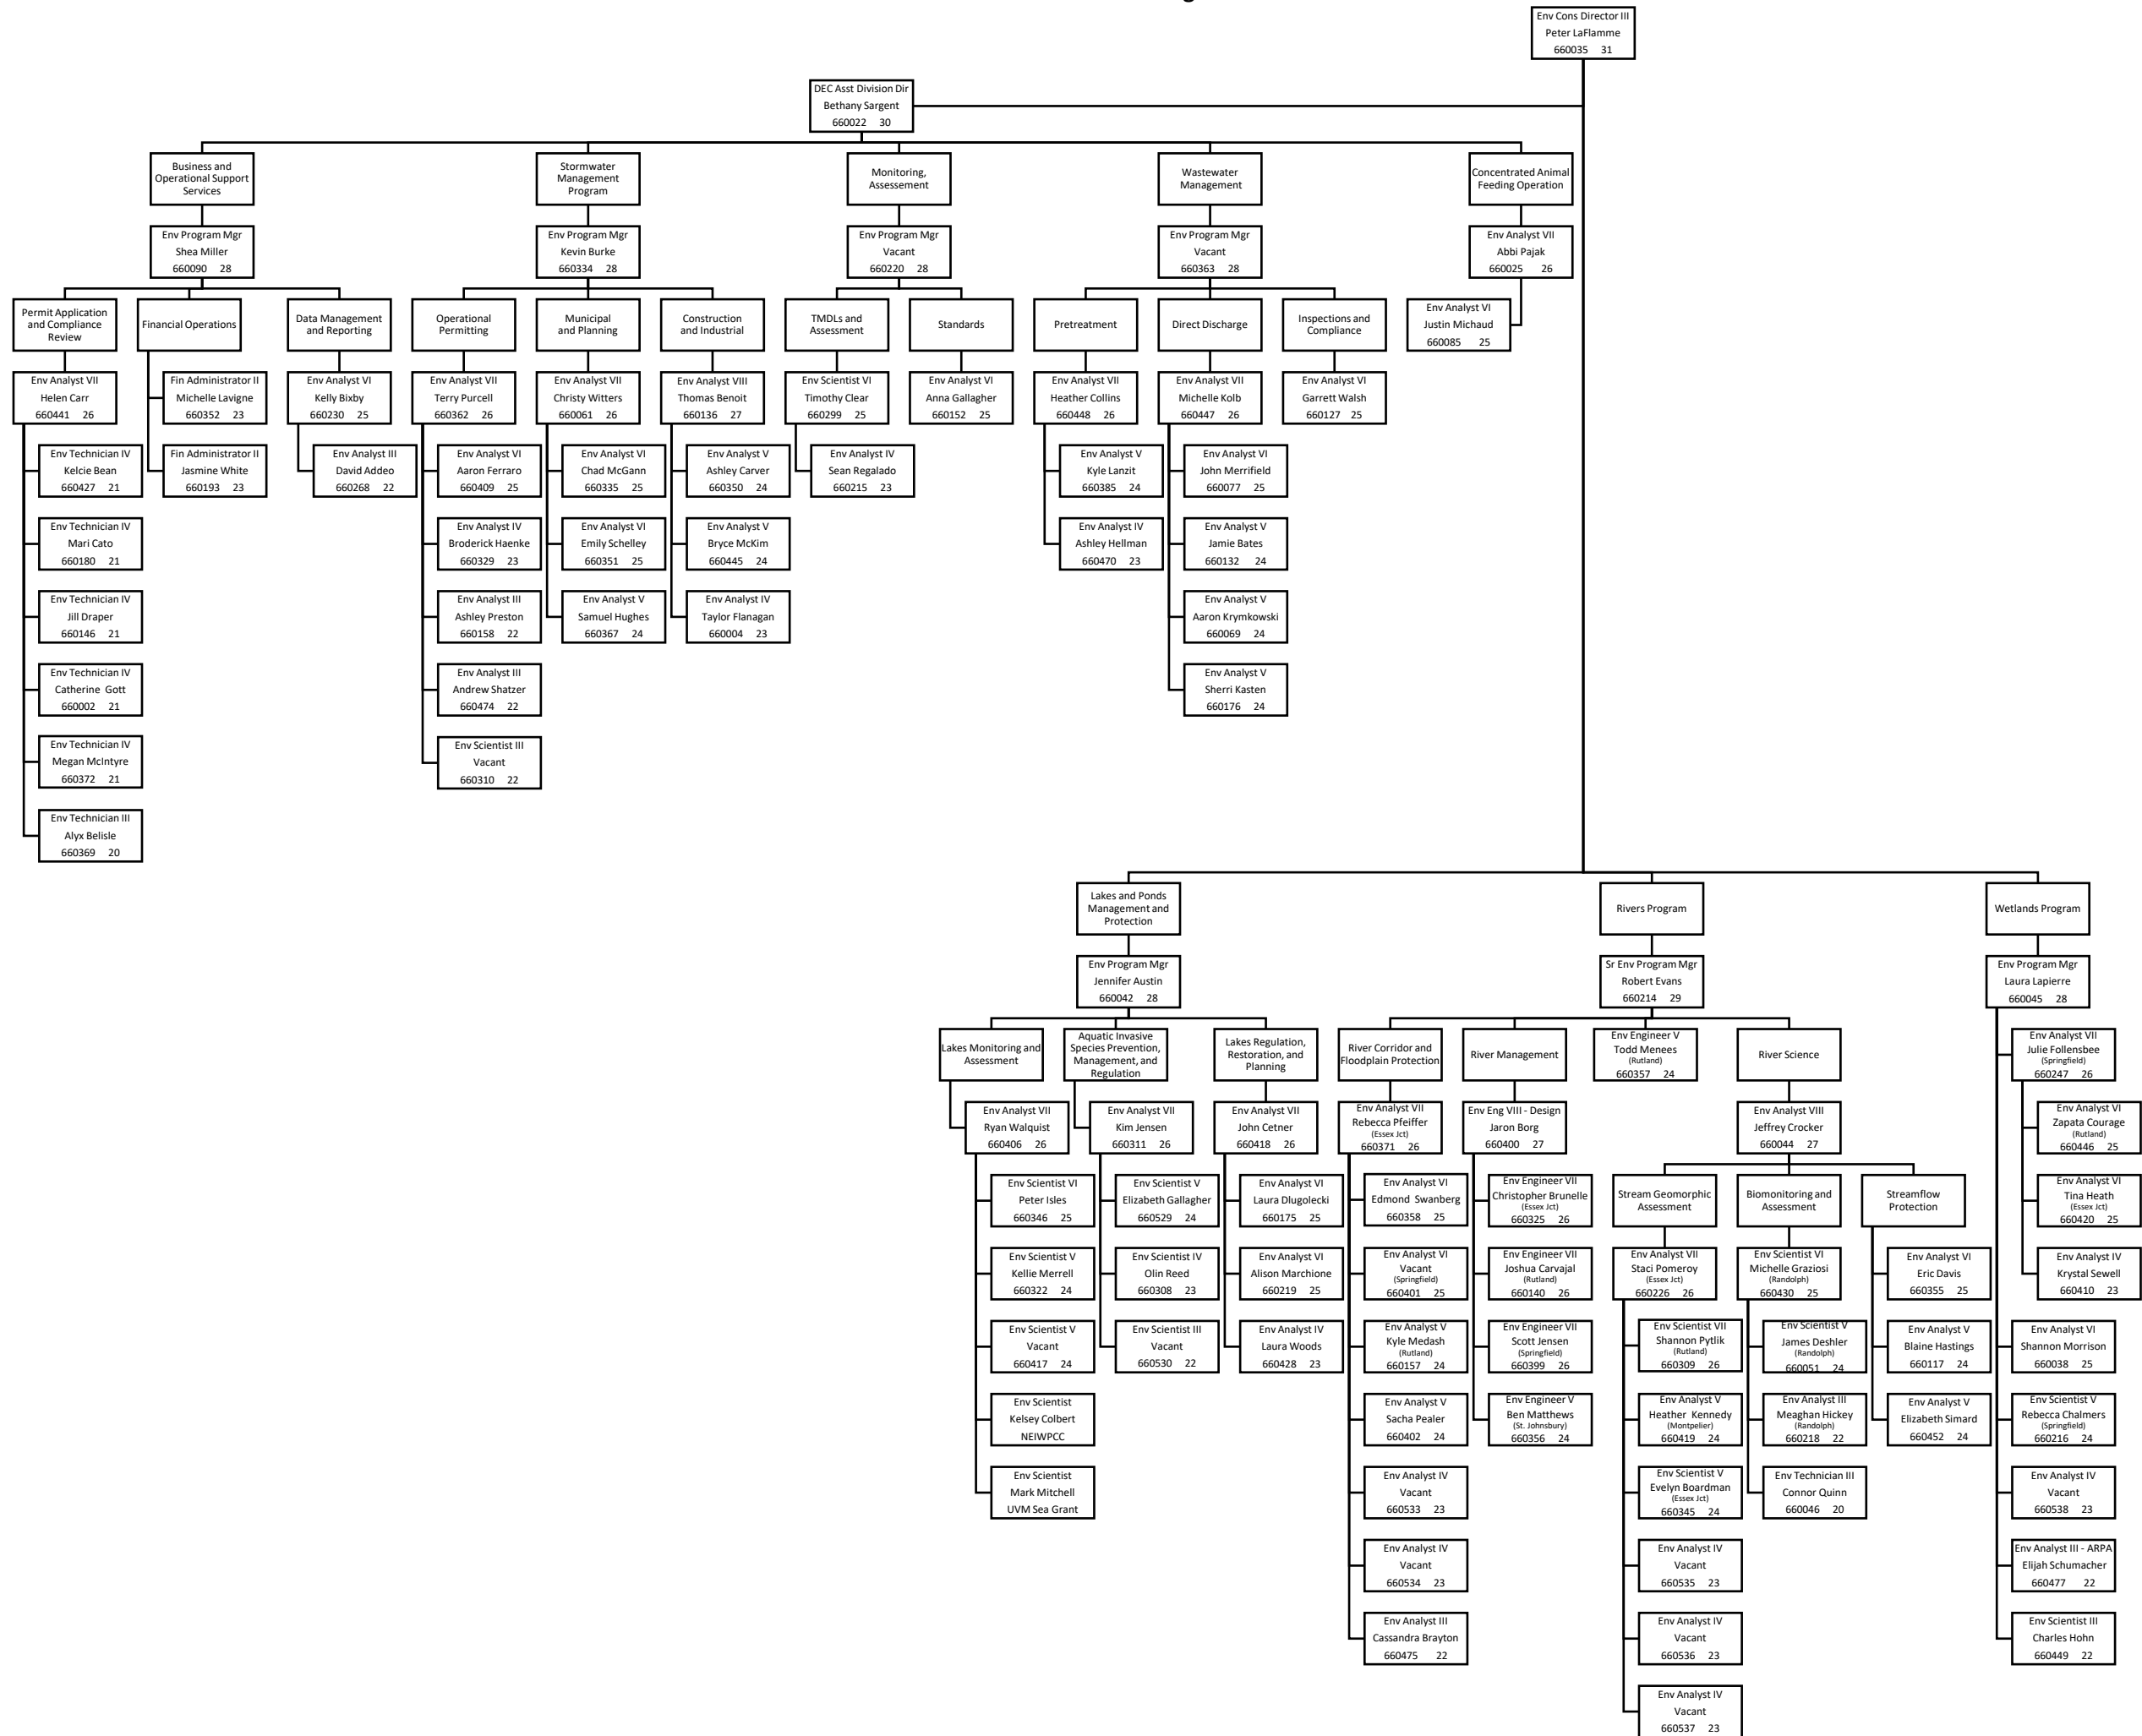 Env Cons Director III
Peter LaFlamme
660035 31
DEC Asst Division Dir
Bethany Sargent
660022 30
Business and
Operational Support
Services
Env Program Mgr
Shea Miller
660090 28
Permit Application
and Compliance
Review
Env Analyst VII
Helen Carr
660441 26
Env Technician IV
Kelcie Bean
660427 21
Env Technician IV
Mari Cato
660180 21
Env Technician IV
Jill Draper
660146 21
Env Technician IV
Catherine Gott
660002 21
Env Technician IV
Megan McIntyre
660372 21
Env Technician III
Alyx Belisle
660369 20
Financial Operations
Fin Administrator II
Michelle Lavigne
660352 23
Fin Administrator II
Jasmine White
660193 23
Data Management
and Reporting
Env Analyst VI
Kelly Bixby
660230 25
Env Analyst III
David Addeo
660268 22
Stormwater
Management
Program
Env Program Mgr
Kevin Burke
660334 28
Operational
Permitting
Env Analyst VII
Terry Purcell
660362 26
Env Analyst VI
Aaron Ferraro
660409 25
Env Analyst IV
Broderick Haenke
660329 23
Env Analyst III
Ashley Preston
660158 22
Env Analyst III
Andrew Shatzer
660474 22
Env Scientist III
Vacant
660310 22
Municipal
and Planning
Env Analyst VII
Christy Witters
660061 26
Env Analyst VI
Chad McGann
660335 25
Env Analyst VI
Emily Schelley
660351 25
Env Analyst V
Samuel Hughes
660367 24
Construction
and Industrial
Env Analyst VIII
Thomas Benoit
660136 27
Env Analyst V
Ashley Carver
660350 24
Env Analyst V
Bryce McKim
660445 24
Env Analyst IV
Taylor Flanagan
660004 23
Monitoring,
Assessement
Env Program Mgr
Vacant
660220 28
TMDLs and
Assessment
Env Scientist VI
Timothy Clear
660299 25
Env Analyst IV
Sean Regalado
660215 23
Standards
Env Analyst VI
Anna Gallagher
660152 25
Wastewater
Management
Env Program Mgr
Vacant
660363 28
Pretreatment
Env Analyst VII
Heather Collins
660448 26
Env Analyst V
Kyle Lanzit
660385 24
Env Analyst IV
Ashley Hellman
660470 23
Direct Discharge
Env Analyst VII
Michelle Kolb
660447 26
Env Analyst VI
John Merrifield
660077 25
Env Analyst V
Jamie Bates
660132 24
Env Analyst V
Aaron Krymkowski
660069 24
Env Analyst V
Sherri Kasten
660176 24
Inspections and
Compliance
Env Analyst VI
Garrett Walsh
660127 25
Concentrated Animal
Feeding Operation
Env Analyst VII
Abbi Pajak
660025 26
Env Analyst VI
Justin Michaud
660085 25
Lakes and Ponds
Management and
Protection
Env Program Mgr
Jennifer Austin
660042 28
Lakes Monitoring and
Assessment
Env Analyst VII
Ryan Walquist
660406 26
Env Scientist VI
Peter Isles
660346 25
Env Scientist V
Kellie Merrell
660322 24
Env Scientist V
Vacant
660417 24
Env Scientist
Kelsey Colbert
NEIWPCC
Env Scientist
Mark Mitchell
UVM Sea Grant
Aquatic Invasive
Species Prevention,
Management, and
Regulation
Env Analyst VII
Kim Jensen
660311 26
Env Scientist V
Elizabeth Gallagher
660529 24
Env Scientist IV
Olin Reed
660308 23
Env Scientist III
Vacant
660530 22
Lakes Regulation,
Restoration, and
Planning
Env Analyst VII
John Cetner
660418 26
Env Analyst VI
Laura Dlugolecki
660175 25
Env Analyst VI
Alison Marchione
660219 25
Env Analyst IV
Laura Woods
660428 23
Rivers Program
Sr Env Program Mgr
Robert Evans
660214 29
River Corridor and
Floodplain Protection
Env Analyst VII
Rebecca Pfeiffer
(Essex Jct)
660371 26
Env Analyst VI
Edmond Swanberg
660358 25
Env Analyst VI
Vacant
(Springfield)
660401 25
Env Analyst V
Kyle Medash
(Rutland)
660157 24
Env Analyst V
Sacha Pealer
660402 24
Env Analyst IV
Vacant
660533 23
Env Analyst IV
Vacant
660534 23
Env Analyst III
Cassandra Brayton
660475 22
River Management
Env Eng VIII - Design
Jaron Borg
660400 27
Env Engineer VII
Christopher Brunelle
(Essex Jct)
660325 26
Env Engineer VII
Joshua Carvajal
(Rutland)
660140 26
Env Engineer VII
Scott Jensen
(Springfield)
660399 26
Env Engineer V
Ben Matthews
(St. Johnsbury)
660356 24
Env Engineer V
Todd Menees
(Rutland)
660357 24
River Science
Env Analyst VIII
Jeffrey Crocker
660044 27
Stream Geomorphic
Assessment
Env Analyst VII
Staci Pomeroy
(Essex Jct)
660226 26
Env Scientist VII
Shannon Pytlik
(Rutland)
660309 26
Env Analyst V
Heather Kennedy
(Montpelier)
660419 24
Env Scientist V
Evelyn Boardman
(Essex Jct)
660345 24
Env Analyst IV
Vacant
660535 23
Env Analyst IV
Vacant
660536 23
Env Analyst IV
Vacant
660537 23
Biomonitoring and
Assessment
Env Scientist VI
Michelle Graziosi
(Randolph)
660430 25
Env Scientist V
James Deshler
(Randolph)
660051 24
Env Analyst III
Meaghan Hickey
(Randolph)
660218 22
Env Technician III
Connor Quinn
660046 20
Streamflow
Protection
Env Analyst VI
Eric Davis
660355 25
Env Analyst V
Blaine Hastings
660117 24
Env Analyst V
Elizabeth Simard
660452 24
Wetlands Program
Env Program Mgr
Laura Lapierre
660045 28
Env Analyst VII
Julie Follensbee
(Springfield)
660247 26
Env Analyst VI
Zapata Courage
(Rutland)
660446 25
Env Analyst VI
Tina Heath
(Essex Jct)
660420 25
Env Analyst IV
Krystal Sewell
660410 23
Env Analyst VI
Shannon Morrison
660038 25
Env Scientist V
Rebecca Chalmers
(Springfield)
660216 24
Env Analyst IV
Vacant
660538 23
Env Analyst III - ARPA
Elijah Schumacher
660477 22
Env Scientist III
Charles Hohn
660449 22